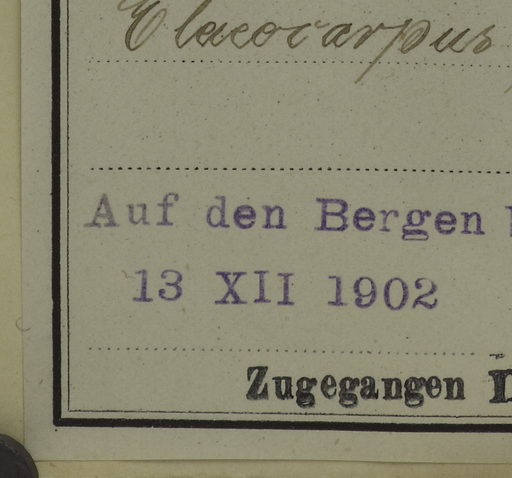 Elaeocarpus
Auf den Bergen
13 XII 1902
Zugegangen